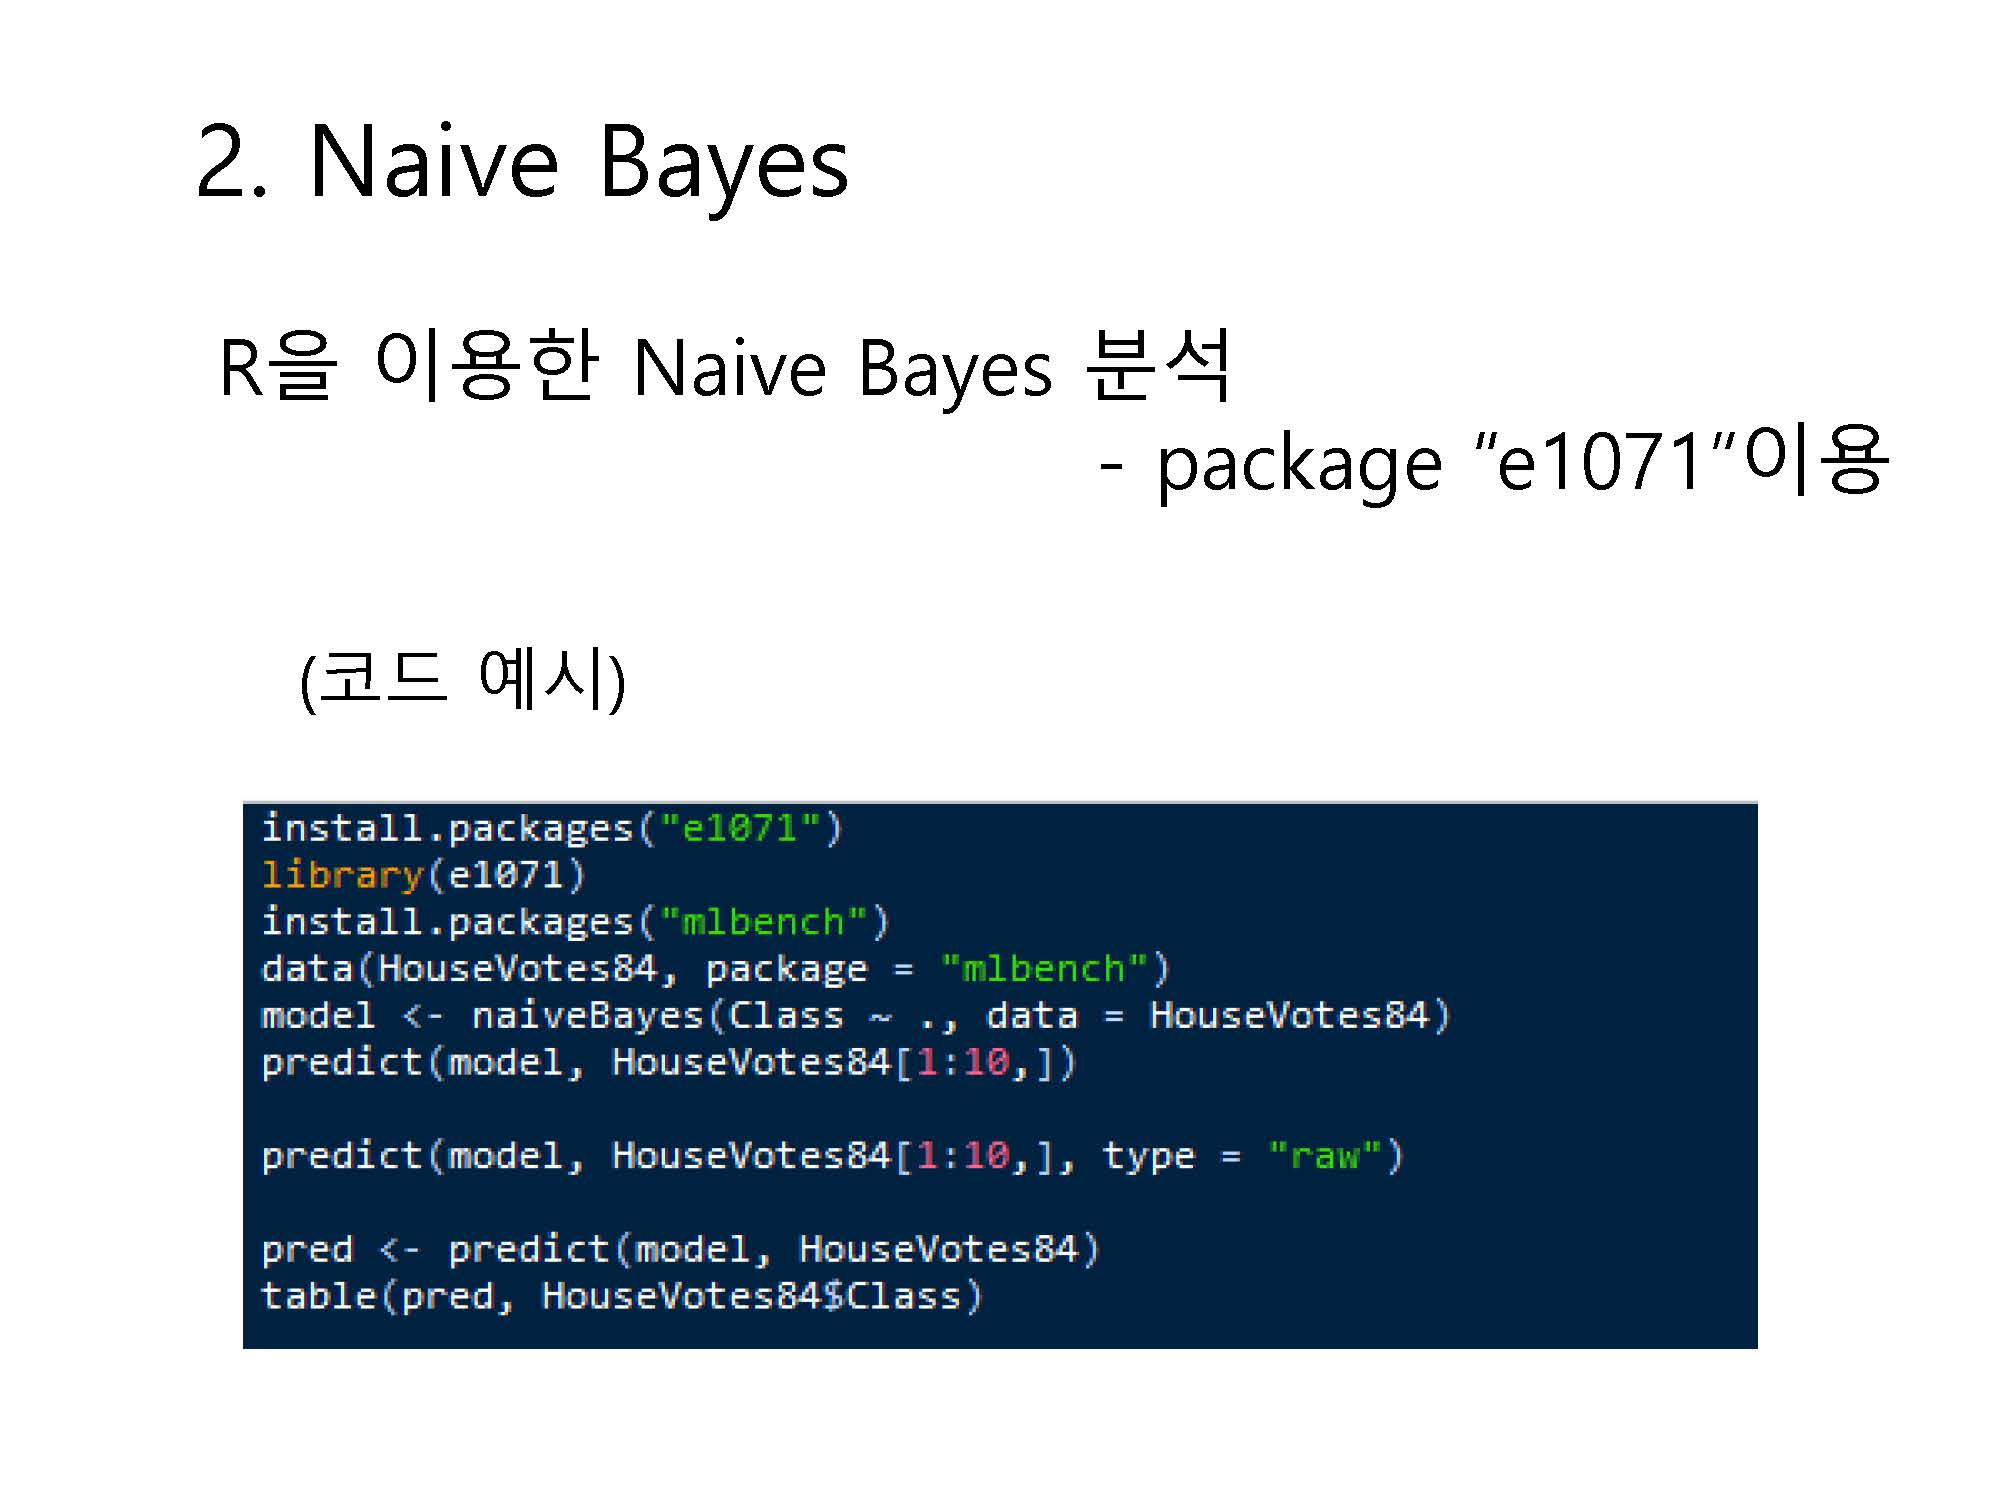 2. Naive Bayes
R을 이용한 Naive Bayes 분석
- package “e1071”이용
(코드 예시)
install.packages("e1071")
library(e1071)
install.packages("mlbench")
data(HouseVotes84, package = "mlbench")
model <- naiveBayes(Class ~ ., data = HouseVotes84)
predict(model, HouseVotes84[1:10,])
predict(model, HouseVotes84[1:10,], type = "raw")
pred <- predict(model, HouseVotes84)
table(pred, HouseVotes84$Class)